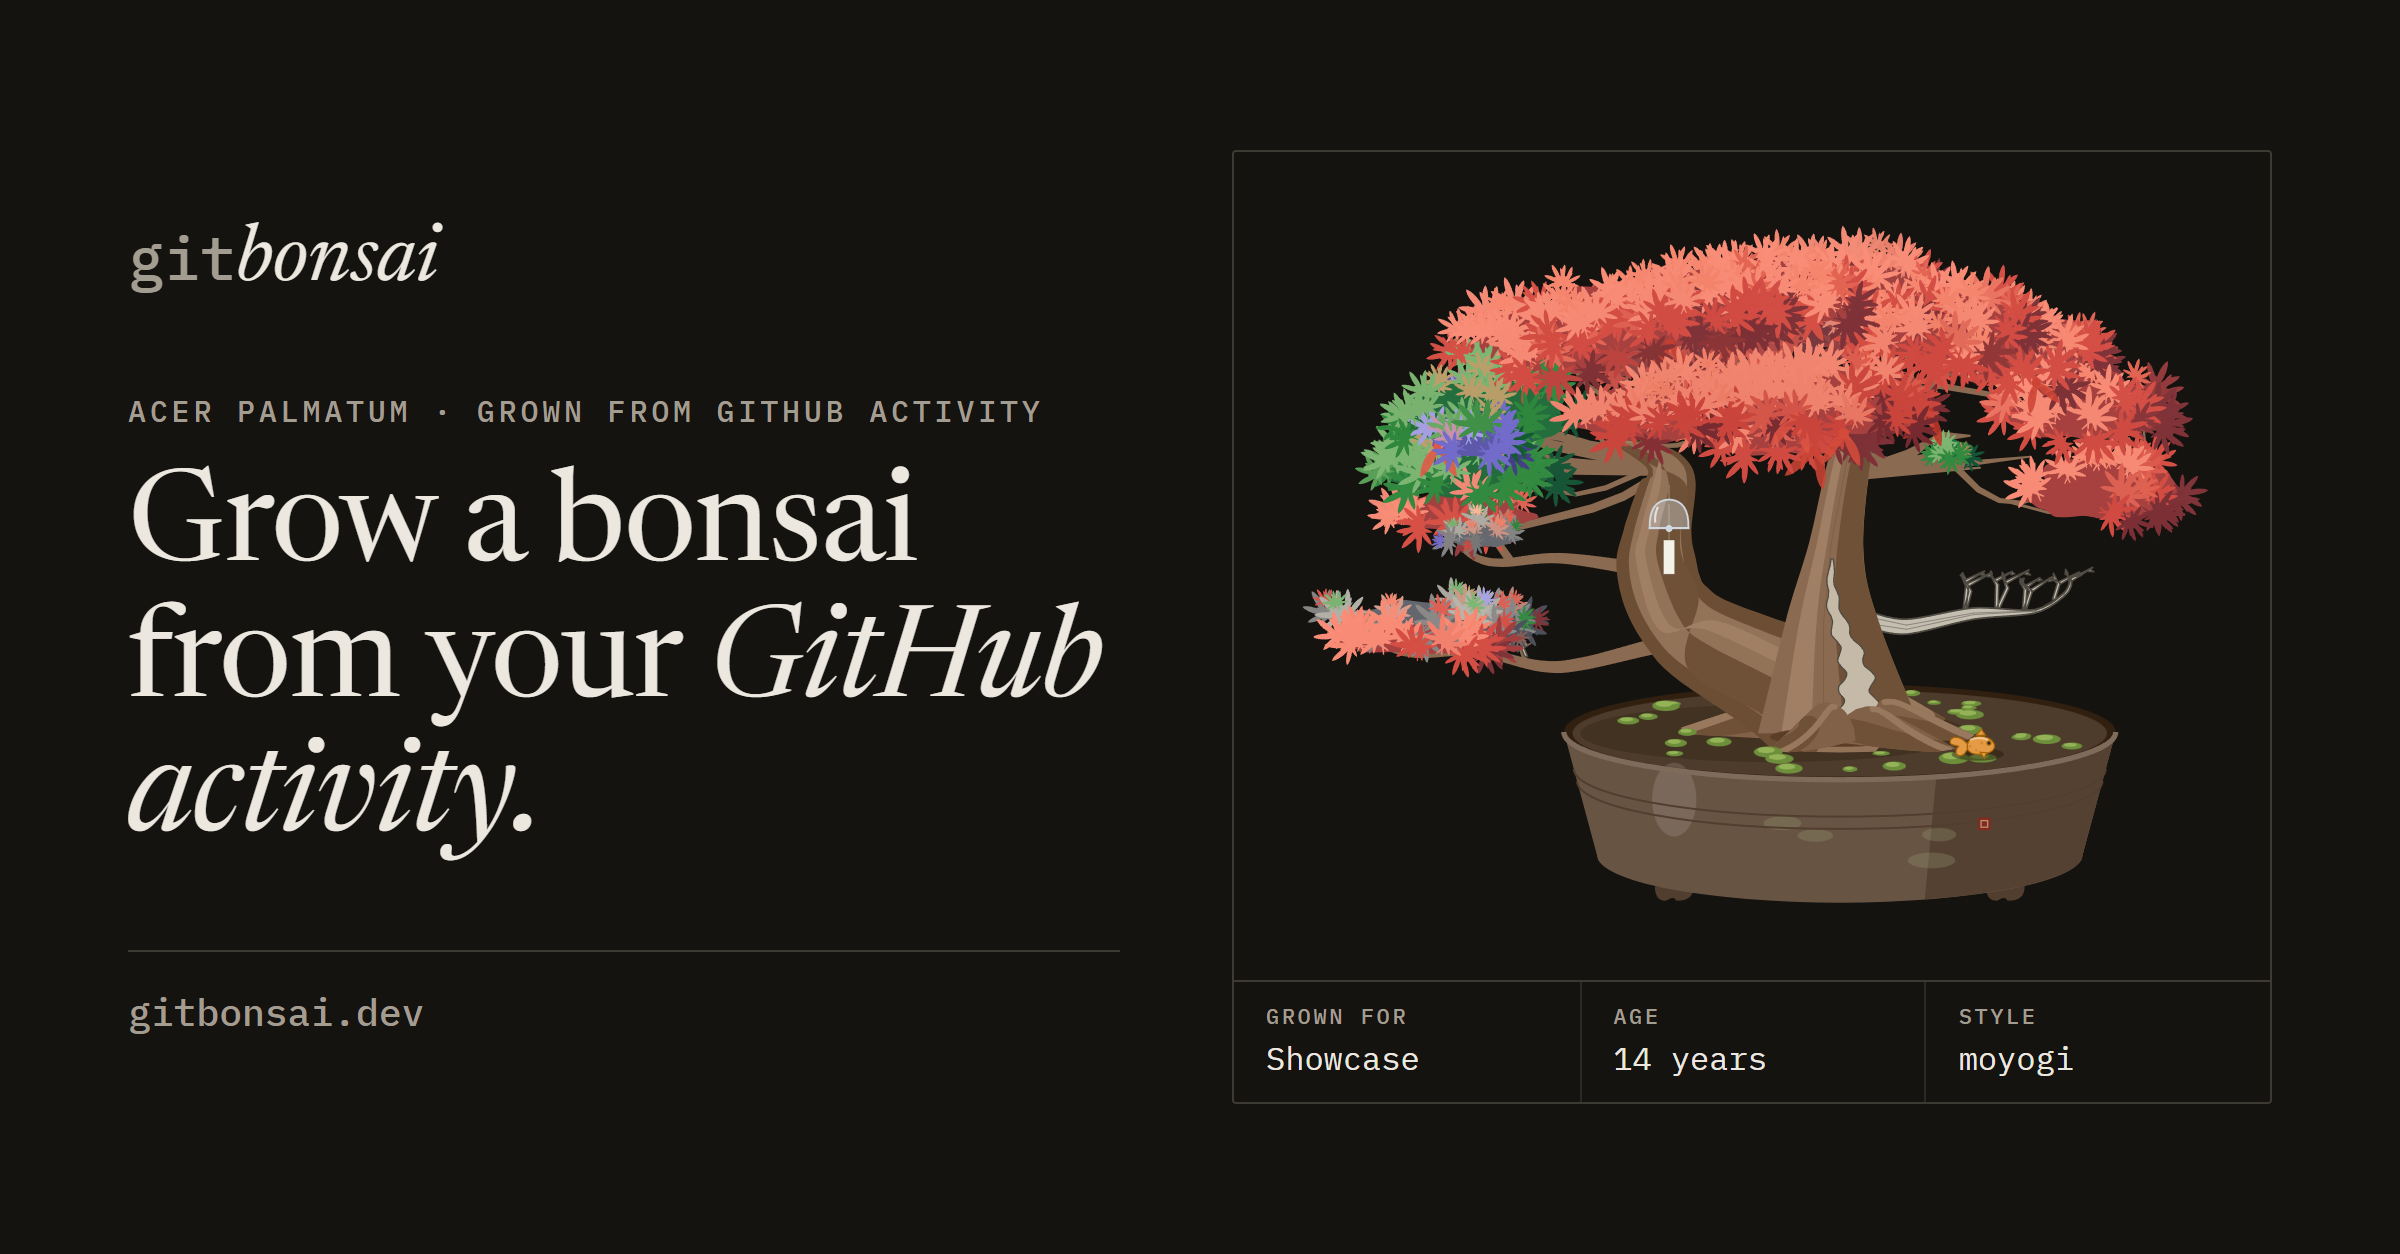 gitbonsai
ACER PALMATUM · GROWN FROM GITHUB ACTIVITY
Grow a bonsai
from your GitHub
activity.
gitbonsai.dev
GROWN FOR
Showcase
AGE
14 years
STYLE
moyogi